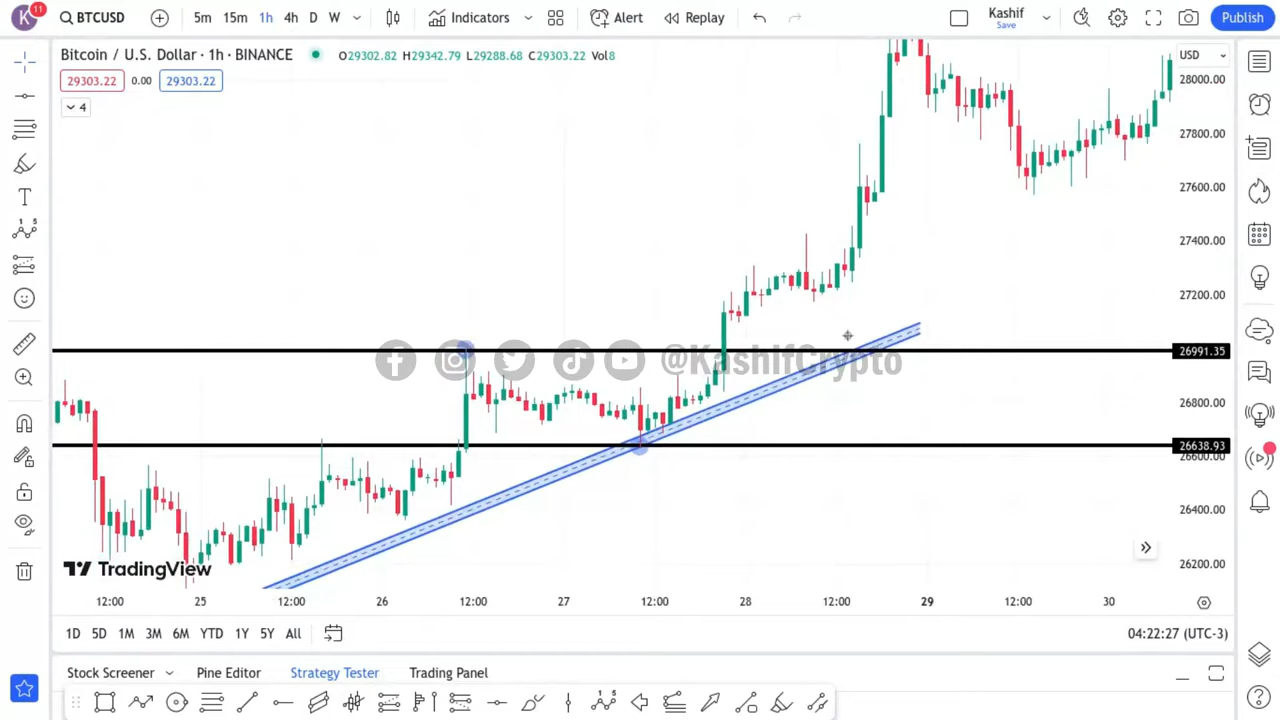 K
11
BTCUSD
5m 15m 1h 4h D W
Indicators
Alert
Replay
Kashif
Save
Publish
Bitcoin / U.S. Dollar · 1h · BINANCE
O29302.82 H29342.79 L29288.68 C29303.22 Vol8
29303.22 0.00 29303.22
4
USD
28000.00
27800.00
27600.00
27400.00
27200.00
26991.35
@KashifCrypto
26800.00
26638.93
26600.00
26400.00
26200.00
TradingView
12:00 25 12:00 26 12:00 27 12:00 28 12:00 29 12:00 30
1D 5D 1M 3M 6M YTD 1Y 5Y All
04:22:27 (UTC-3)
Stock Screener Pine Editor Strategy Tester Trading Panel